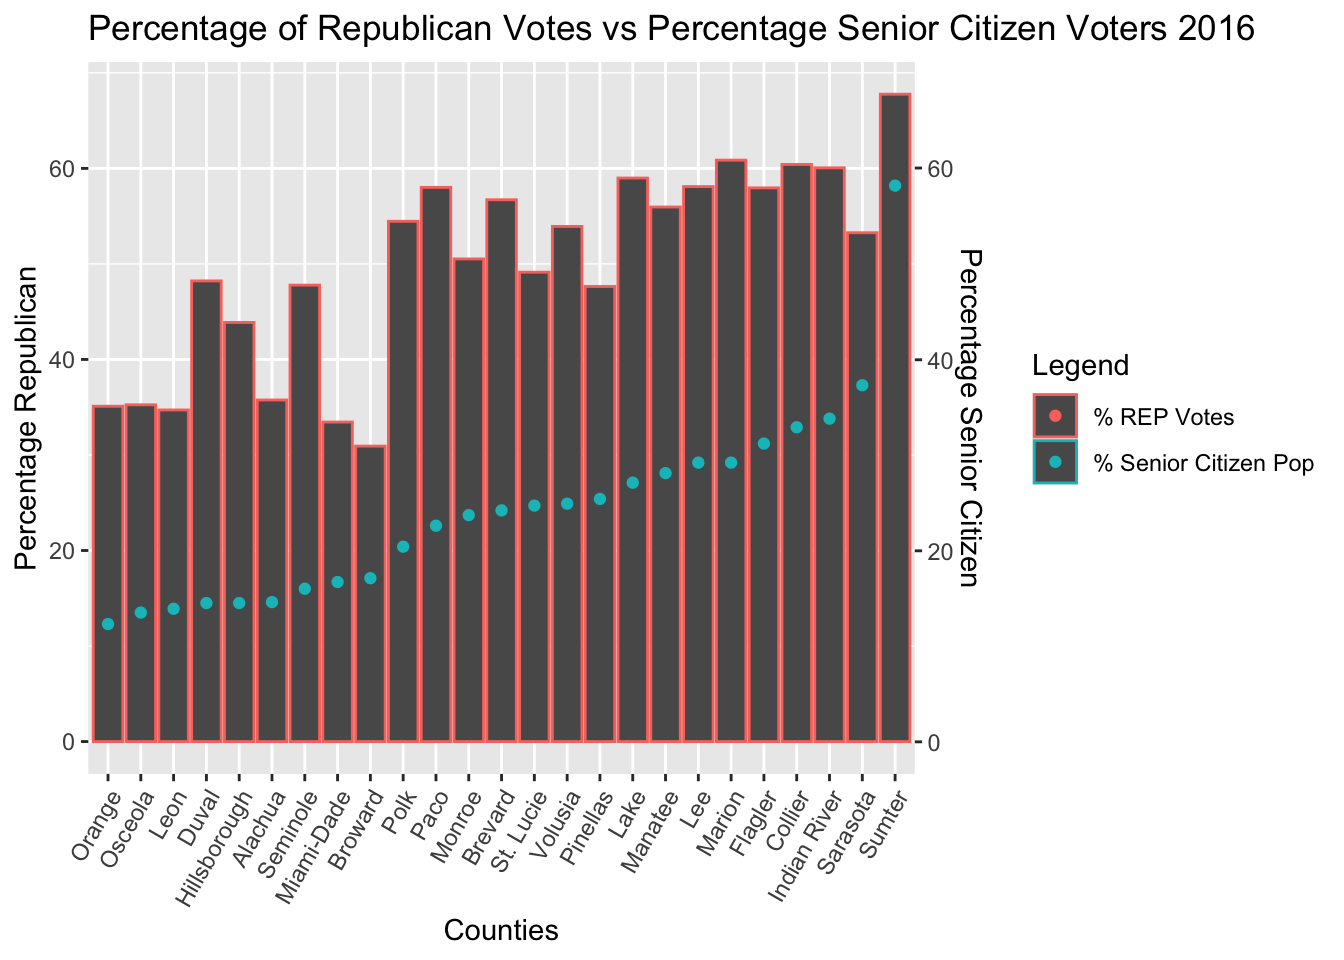 Percentage of Republican Votes vs Percentage Senior Citizen Voters 2016
Percentage Republican
60
40
20
0
60
40
20
0
Percentage Senior Citizen
Legend
% REP Votes
% Senior Citizen Pop
Orange
Osceola
Leon
Duval
Hillsborough
Alachua
Seminole
Miami-Dade
Broward
Polk
Paco
Monroe
Brevard
St. Lucie
Volusia
Pinellas
Lake
Manatee
Lee
Marion
Flagler
Collier
Indian River
Sarasota
Sumter
Counties